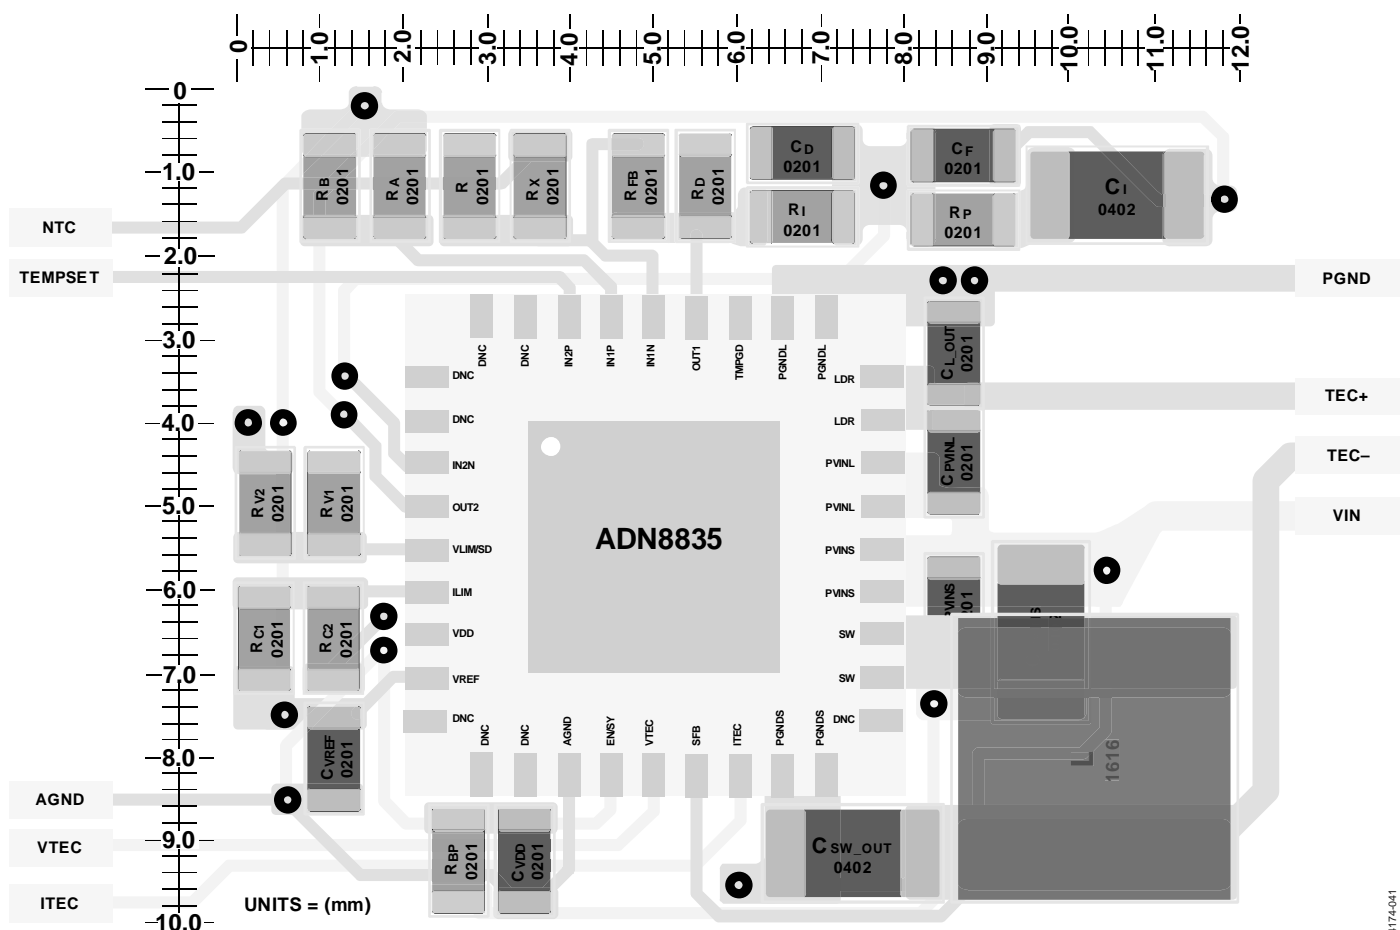 0 1.0 2.0 3.0 4.0 5.0 6.0 7.0 8.0 9.0 10.0 11.0 12.0
0
1.0
2.0
3.0
4.0
5.0
6.0
7.0
8.0
9.0
10.0
RB 0201
RA 0201
R 0201
RX 0201
RFB 0201
RD 0201
CD 0201
RI 0201
CF 0201
RP 0201
CI 0402
NTC
TEMPSET
PGND
TEC+
TEC–
VIN
AGND
VTEC
ITEC
DNC DNC IN2P IN1P IN1N OUT1 TMPGD PGNDL PGNDL
DNC
DNC
IN2N
OUT2
VLIM/SD
ILIM
VDD
VREF
DNC
LDR
LDR
PVINL
PVINL
PVINS
PVINS
SW
SW
DNC
DNC DNC AGND EN/SY VTEC SFB ITEC PGNDS PGNDS
ADN8835
CL_OUT 0201
CPVINL 0201
PVINS 201
RV2 0201
RV1 0201
RC1 0201
RC2 0201
CVREF 0201
RBP 0201
CVDD 0201
CSW_OUT 0402
1616
UNITS = (mm)
4174-041